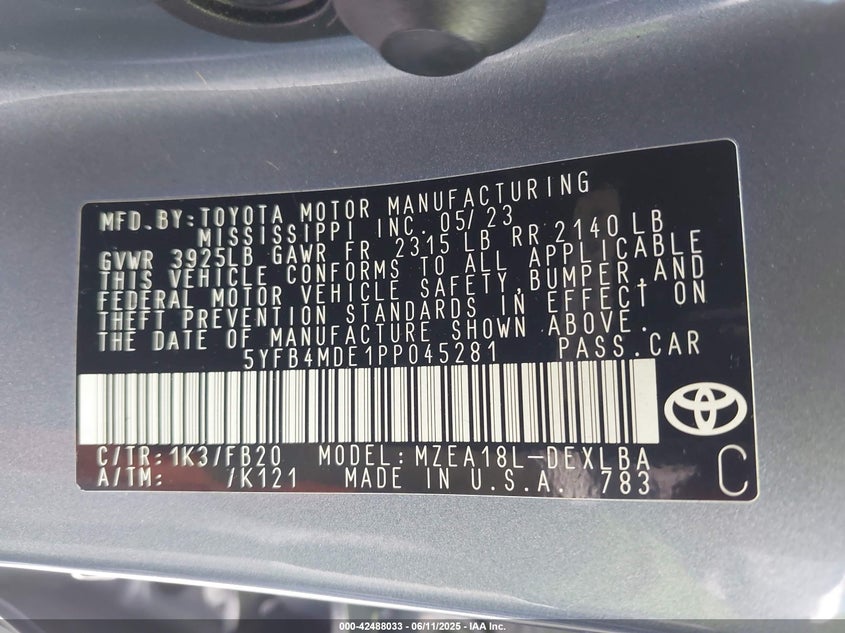 MFD.BY:TOYOTA MOTOR MANUFACTURING
MISSISSIPPI INC. 05/23
GVWR 3925LB GAWR FR 2315 LB RR 2140 LB
THIS VEHICLE CONFORMS TO ALL APPLICABLE
FEDERAL MOTOR VEHICLE SAFETY,BUMPER,AND
THEFT PREVENTION STANDARDS IN EFFECT ON
THE DATE OF MANUFACTURE SHOWN ABOVE.
5YFB4MDE1PP045281 PASS.CAR
C/TR:1K3/FB20 MODEL:MZEA18L-DEXLBA
A/TM: /K121 MADE IN U.S.A. 783
C
000-42488033 - 06/11/2025 - IAA Inc.